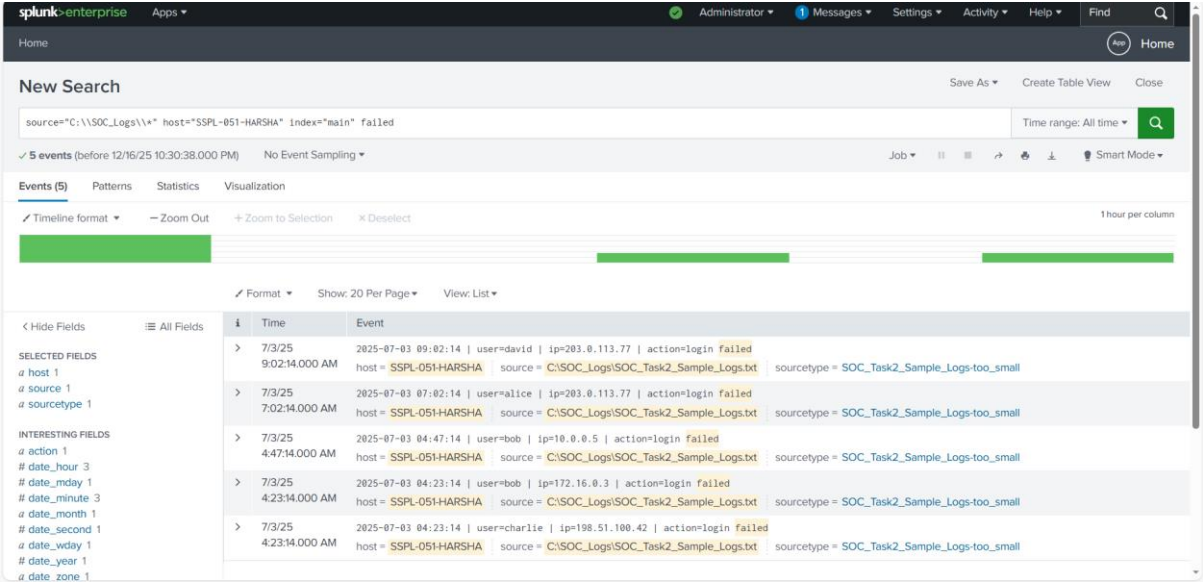 splunk>enterprise Apps ▾ Administrator ▾ 1 Messages ▾ Settings ▾ Activity ▾ Help ▾ Find
Home App Home
New Search Save As ▾ Create Table View Close
source="C:\\SOC_Logs\\*" host="SSPL-051-HARSHA" index="main" failed Time range: All time ▾
✓ 5 events (before 12/16/25 10:30:38.000 PM) No Event Sampling ▾ Job ▾ Smart Mode ▾
Events (5) Patterns Statistics Visualization
Timeline format ▾ — Zoom Out + Zoom to Selection × Deselect 1 hour per column
Format ▾ Show: 20 Per Page ▾ View: List ▾
< Hide Fields All Fields i Time Event
SELECTED FIELDS
a host 1
a source 1
a sourcetype 1
INTERESTING FIELDS
a action 1
# date_hour 3
# date_mday 1
# date_minute 3
a date_month 1
# date_second 1
a date_wday 1
# date_year 1
a date_zone 1
> 7/3/25 2025-07-03 09:02:14 | user=david | ip=203.0.113.77 | action=login failed
9:02:14.000 AM host = SSPL-051-HARSHA source = C:\SOC_Logs\SOC_Task2_Sample_Logs.txt sourcetype = SOC_Task2_Sample_Logs-too_small
> 7/3/25 2025-07-03 07:02:14 | user=alice | ip=203.0.113.77 | action=login failed
7:02:14.000 AM host = SSPL-051-HARSHA source = C:\SOC_Logs\SOC_Task2_Sample_Logs.txt sourcetype = SOC_Task2_Sample_Logs-too_small
> 7/3/25 2025-07-03 04:47:14 | user=bob | ip=10.0.0.5 | action=login failed
4:47:14.000 AM host = SSPL-051-HARSHA source = C:\SOC_Logs\SOC_Task2_Sample_Logs.txt sourcetype = SOC_Task2_Sample_Logs-too_small
> 7/3/25 2025-07-03 04:23:14 | user=bob | ip=172.16.0.3 | action=login failed
4:23:14.000 AM host = SSPL-051-HARSHA source = C:\SOC_Logs\SOC_Task2_Sample_Logs.txt sourcetype = SOC_Task2_Sample_Logs-too_small
> 7/3/25 2025-07-03 04:23:14 | user=charlie | ip=198.51.100.42 | action=login failed
4:23:14.000 AM host = SSPL-051-HARSHA source = C:\SOC_Logs\SOC_Task2_Sample_Logs.txt sourcetype = SOC_Task2_Sample_Logs-too_small